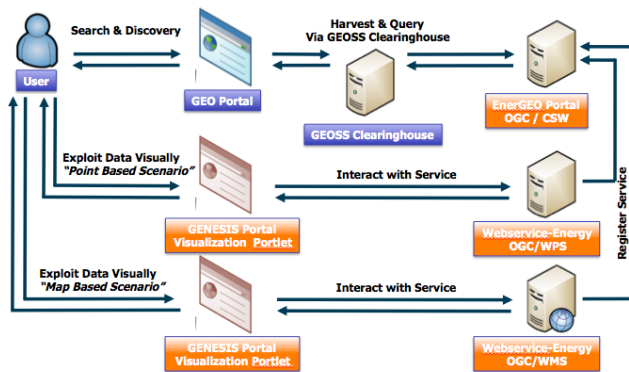 Search & Discovery
Harvest & Query
Via GEOSS Clearinghouse
User
GEO Portal
GEOSS Clearinghouse
EnerGEO Portal
OGC / CSW
Exploit Data Visually
"Point Based Scenario"
Interact with Service
GENESIS Portal
Visualization Portlet
Webservice-Energy
OGC/WPS
Register Service
Exploit Data Visually
"Map Based Scenario"
Interact with Service
GENESIS Portal
Visualization Portlet
Webservice-Energy
OGC/WMS